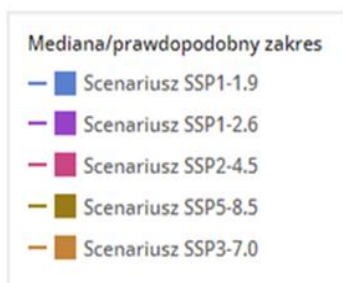 Mediana/prawdopodobny zakres
Scenariusz SSP1-1.9
Scenariusz SSP1-2.6
Scenariusz SSP2-4.5
Scenariusz SSP5-8.5
Scenariusz SSP3-7.0